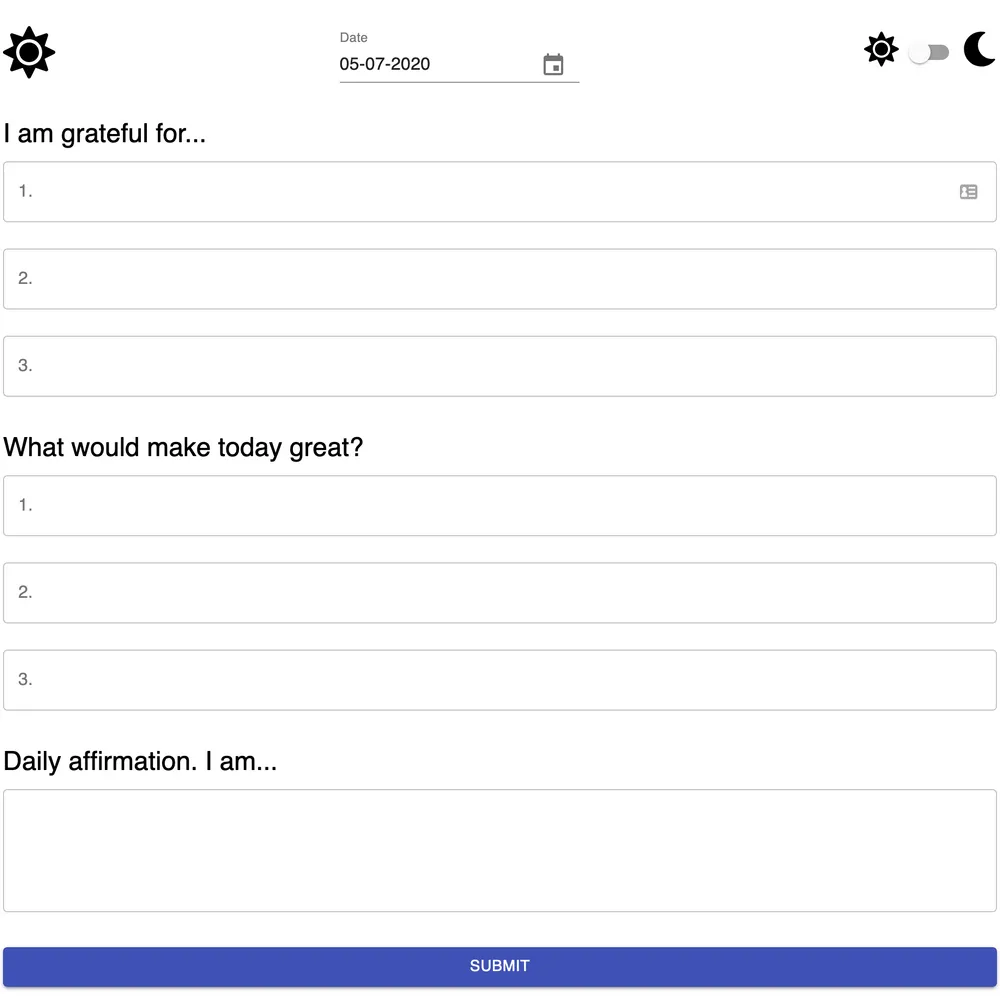 Date
05-07-2020
I am grateful for...
1.
2.
3.
What would make today great?
1.
2.
3.
Daily affirmation. I am...
SUBMIT